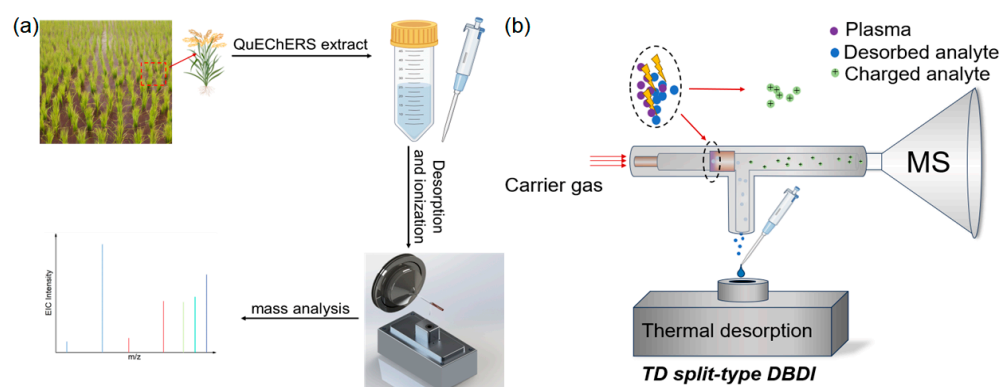 (a)
QuEChERS extract
Desorption
and ionization
mass analysis
EIC Intensity
m/z
(b)
Plasma
Desorbed analyte
Charged analyte
Carrier gas
MS
Thermal desorption
TD split-type DBDI